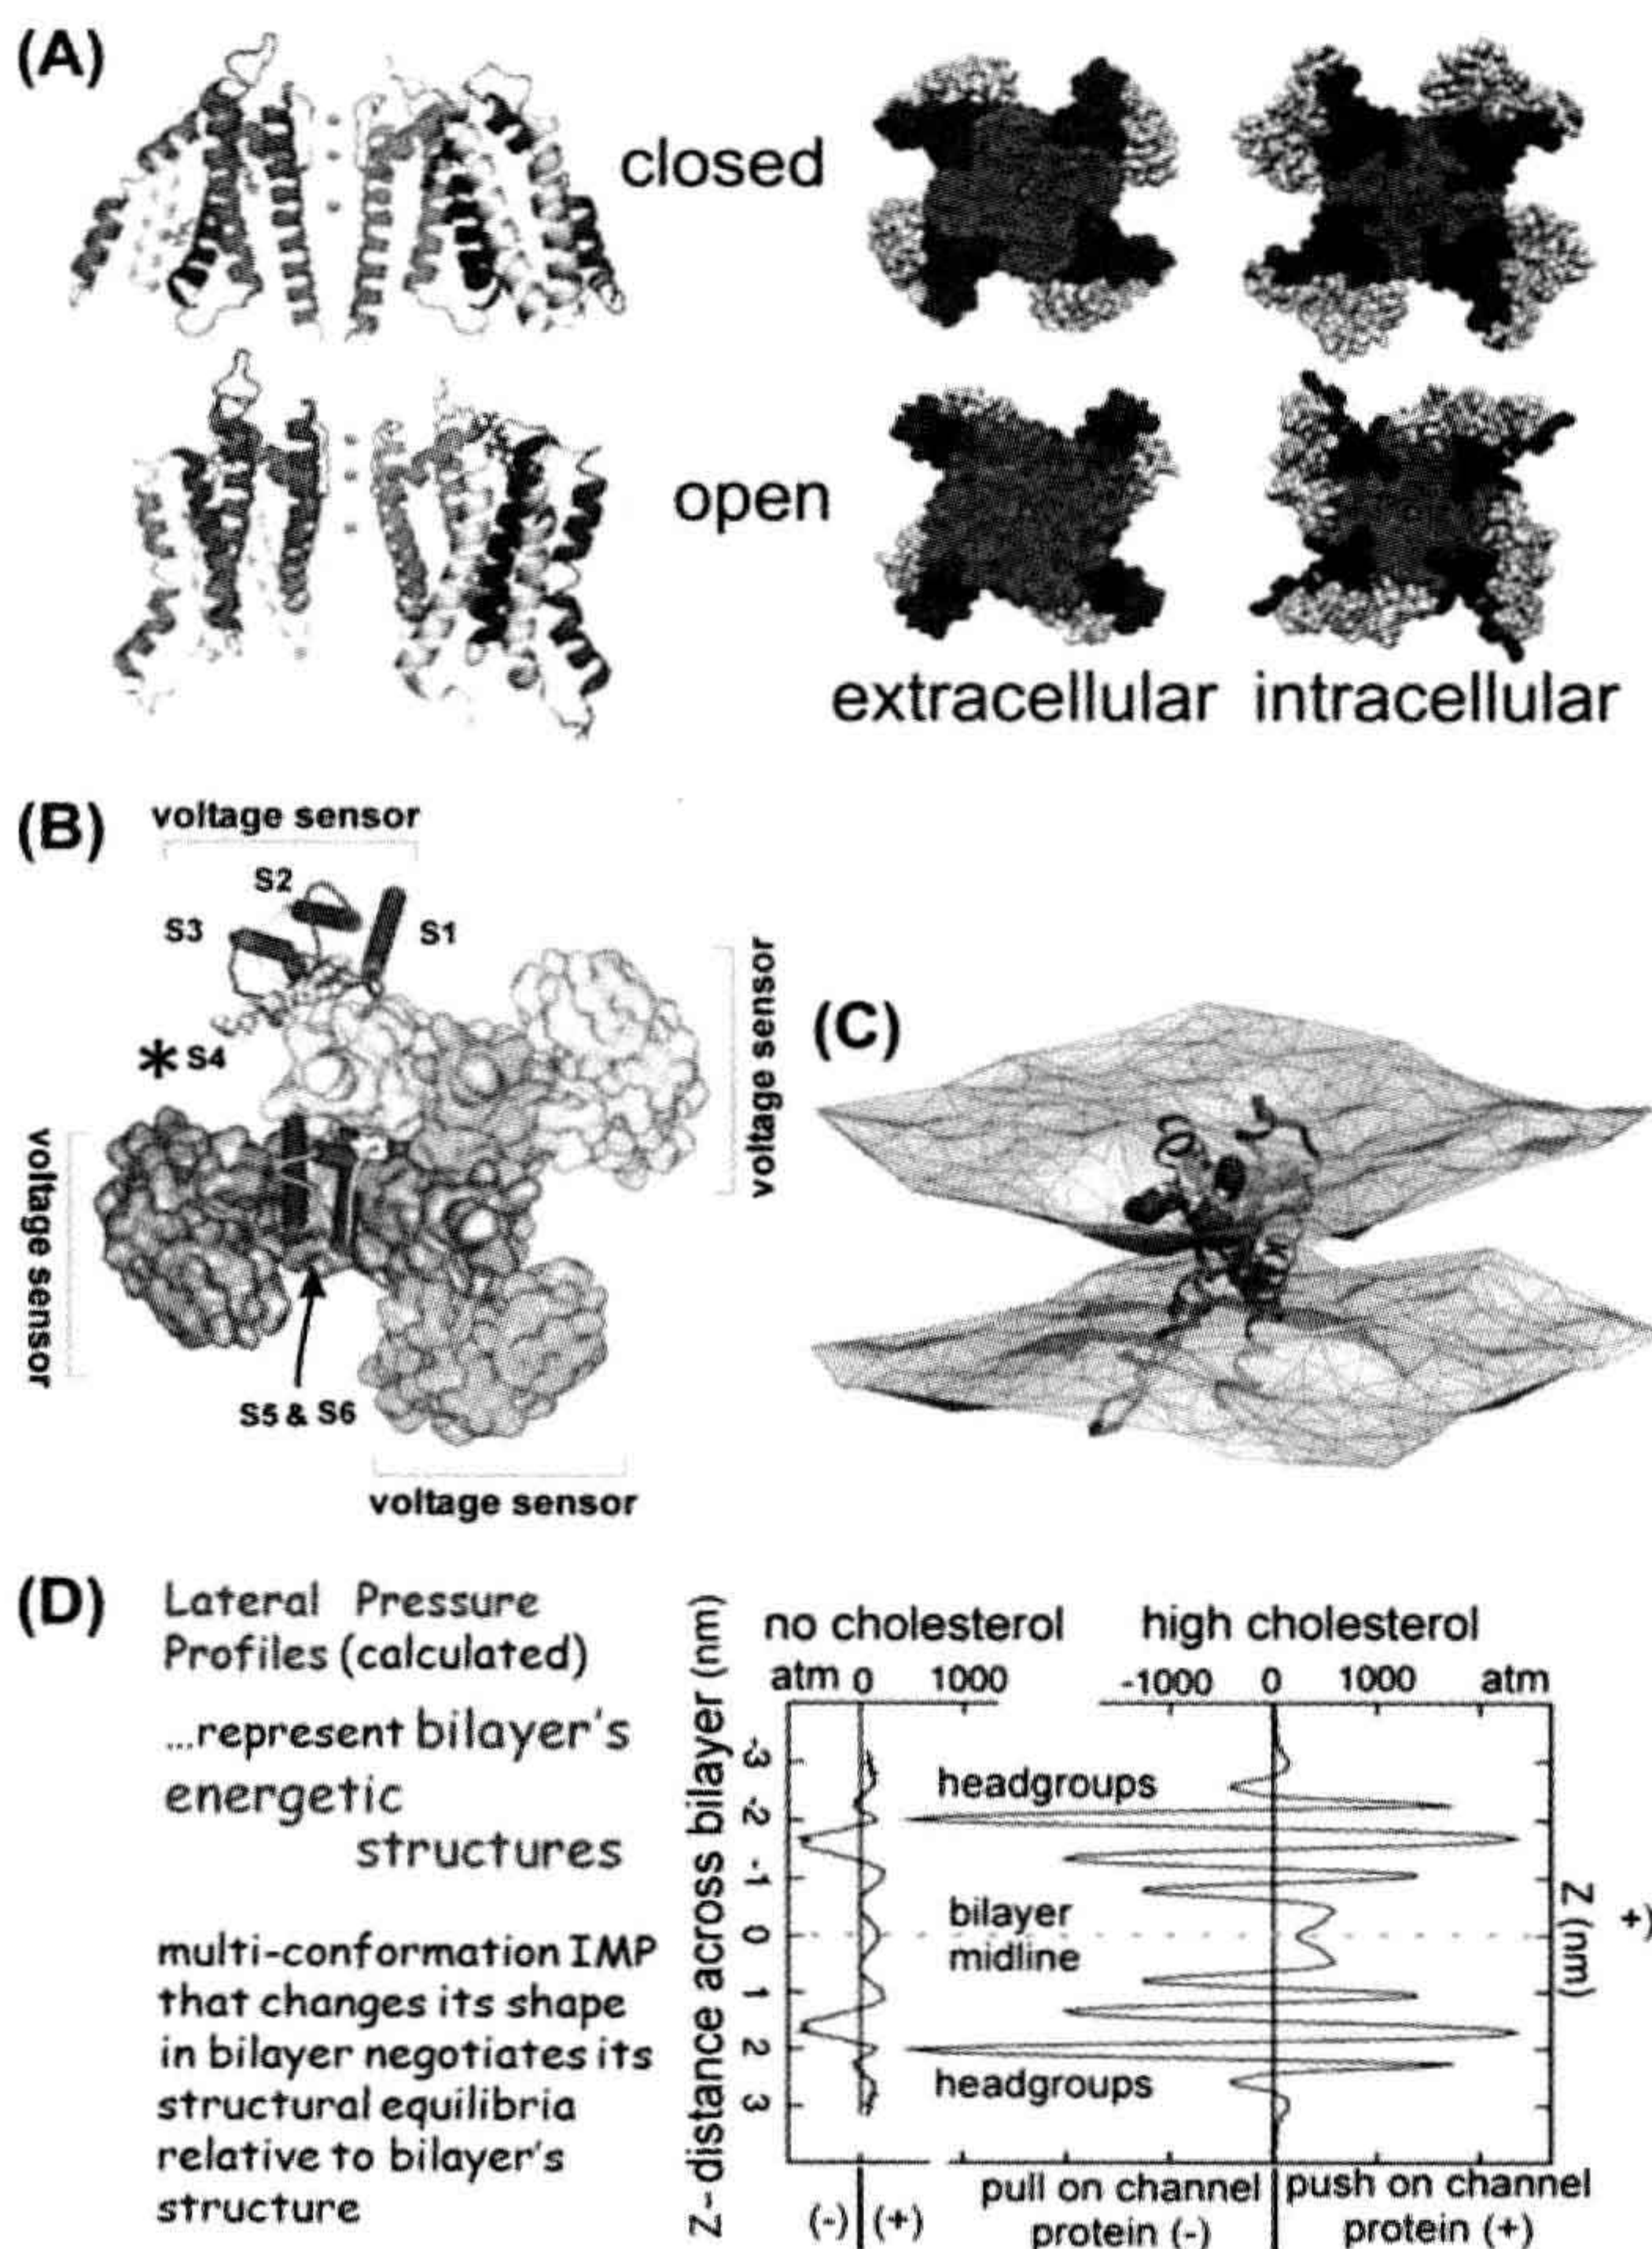 (A)
closed
open
extracellular intracellular
(B)
voltage sensor
S2
S3
S1
voltage sensor
* S4
voltage sensor
S5 & S6
voltage sensor
(C)
(D)
Lateral Pressure
Profiles (calculated)
...represent bilayer's
energetic
structures
multi-conformation IMP
that changes its shape
in bilayer negotiates its
structural equilibria
relative to bilayer's
structure
Z- distance across bilayer (nm)
no cholesterol high cholesterol
atm 0 1000 -1000 0 1000 atm
-3
-2
-1
0
1
2
3
headgroups
bilayer
midline
headgroups
Z (nm)
+)
(-) (+)
pull on channel
protein (-)
push on channel
protein (+)